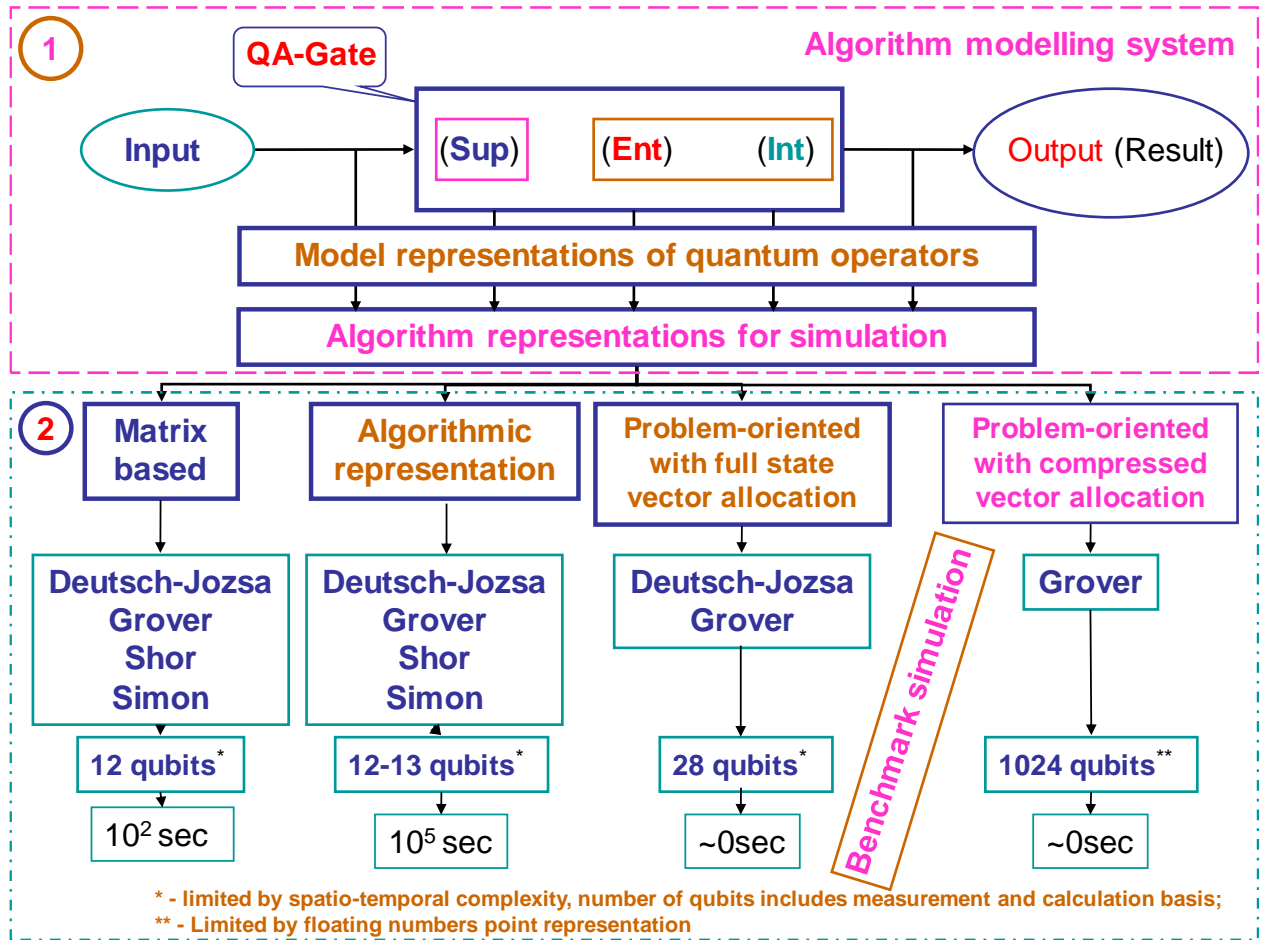 1
Algorithm modelling system
QA-Gate
Input
(Sup)
(Ent)
(Int)
Output (Result)
Model representations of quantum operators
Algorithm representations for simulation
2
Matrix
based
Algorithmic
representation
Problem-oriented
with full state
vector allocation
Problem-oriented
with compressed
vector allocation
Deutsch-Jozsa
Grover
Shor
Simon
Deutsch-Jozsa
Grover
Shor
Simon
Deutsch-Jozsa
Grover
Grover
Benchmark simulation
12 qubits*
12-13 qubits*
28 qubits*
1024 qubits**
10² sec
10⁵ sec
~0sec
~0sec
* - limited by spatio-temporal complexity, number of qubits includes measurement and calculation basis;
** - Limited by floating numbers point representation